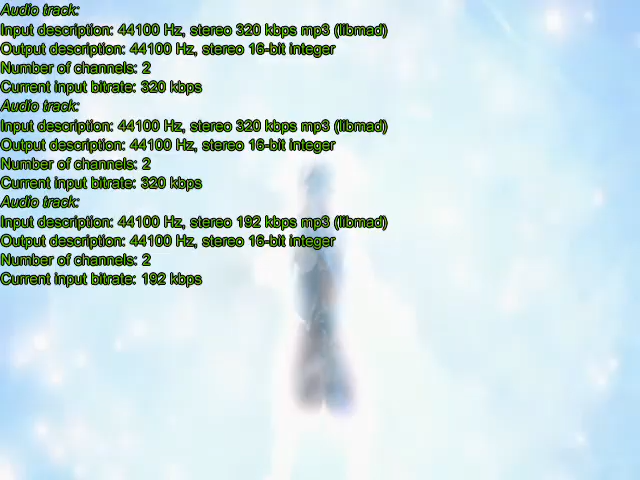 Audio track:
Input description: 44100 Hz, stereo 320 kbps mp3 (libmad)
Output description: 44100 Hz, stereo 16-bit integer
Number of channels: 2
Current input bitrate: 320 kbps
Audio track:
Input description: 44100 Hz, stereo 320 kbps mp3 (libmad)
Output description: 44100 Hz, stereo 16-bit integer
Number of channels: 2
Current input bitrate: 320 kbps
Audio track:
Input description: 44100 Hz, stereo 192 kbps mp3 (libmad)
Output description: 44100 Hz, stereo 16-bit integer
Number of channels: 2
Current input bitrate: 192 kbps